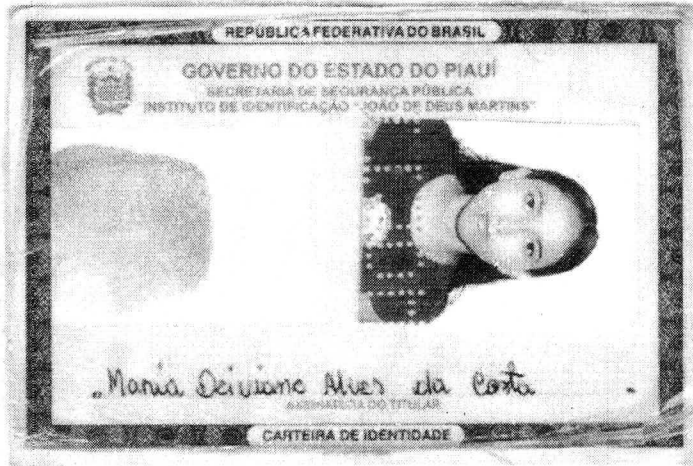 REPÚBLICA FEDERATIVA DO BRASIL
GOVERNO DO ESTADO DO PIAUÍ
SECRETARIA DE SEGURANÇA PÚBLICA
INSTITUTO DE IDENTIFICAÇÃO "JOÃO DE DEUS MARTINS"
Maria Deiviane Alves da Costa
ASSINATURA DO TITULAR
CARTEIRA DE IDENTIDADE